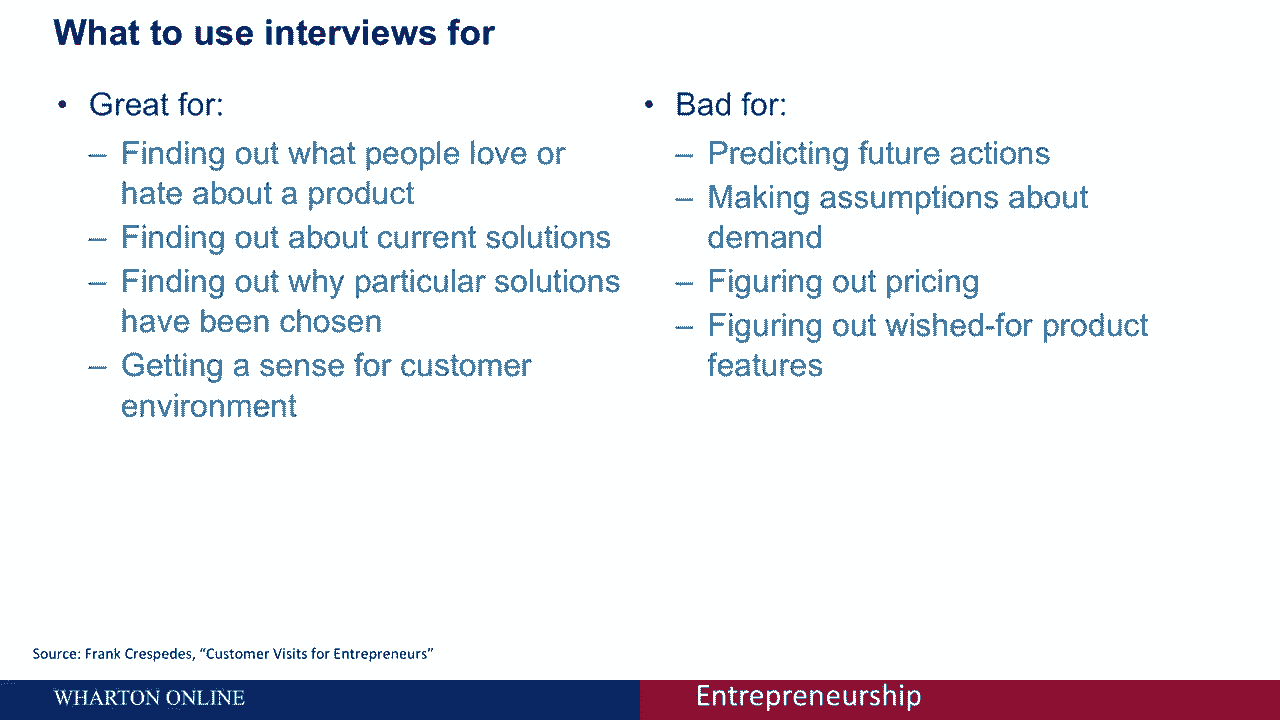 What to use interviews for
• Great for:
– Finding out what people love or
hate about a product
– Finding out about current solutions
– Finding out why particular solutions
have been chosen
– Getting a sense for customer
environment
• Bad for:
– Predicting future actions
– Making assumptions about
demand
– Figuring out pricing
– Figuring out wished-for product
features
Source: Frank Crespedes, “Customer Visits for Entrepreneurs”
WHARTON ONLINE
Entrepreneurship